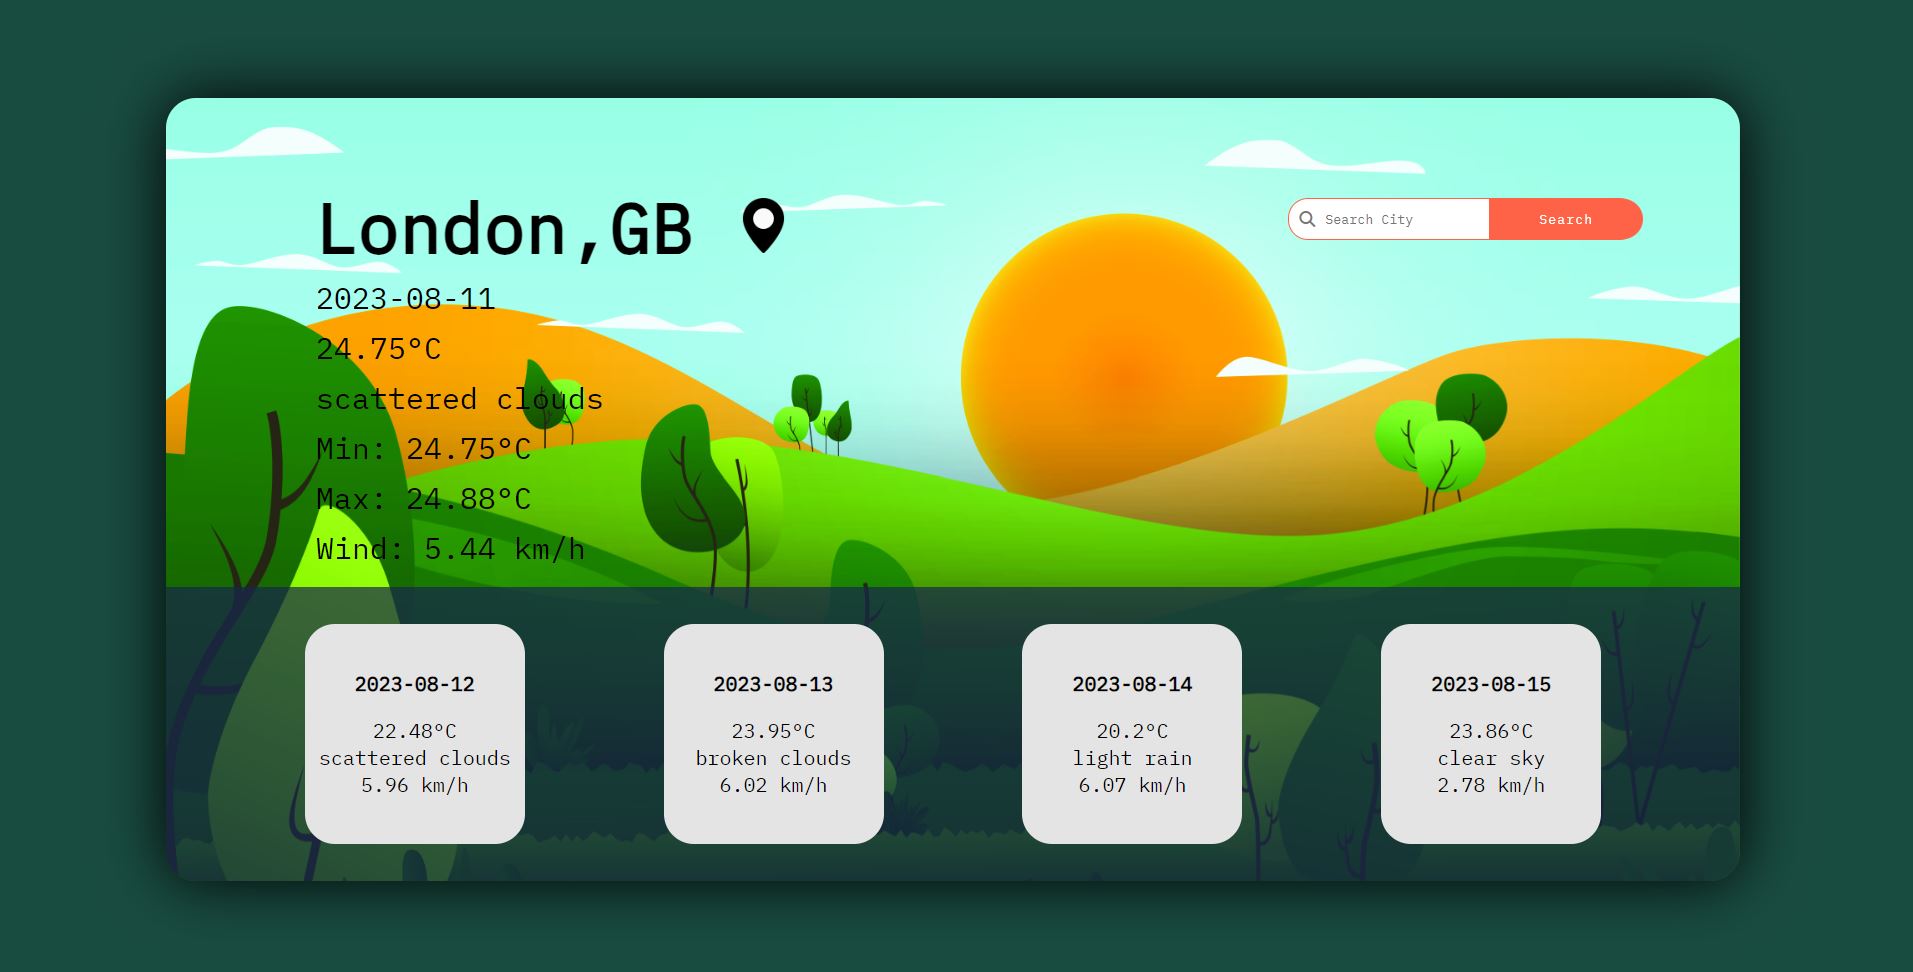 London,GB
Search City
Search
2023-08-11
24.75°C
scattered clouds
Min: 24.75°C
Max: 24.88°C
Wind: 5.44 km/h
2023-08-12
22.48°C
scattered clouds
5.96 km/h
2023-08-13
23.95°C
broken clouds
6.02 km/h
2023-08-14
20.2°C
light rain
6.07 km/h
2023-08-15
23.86°C
clear sky
2.78 km/h